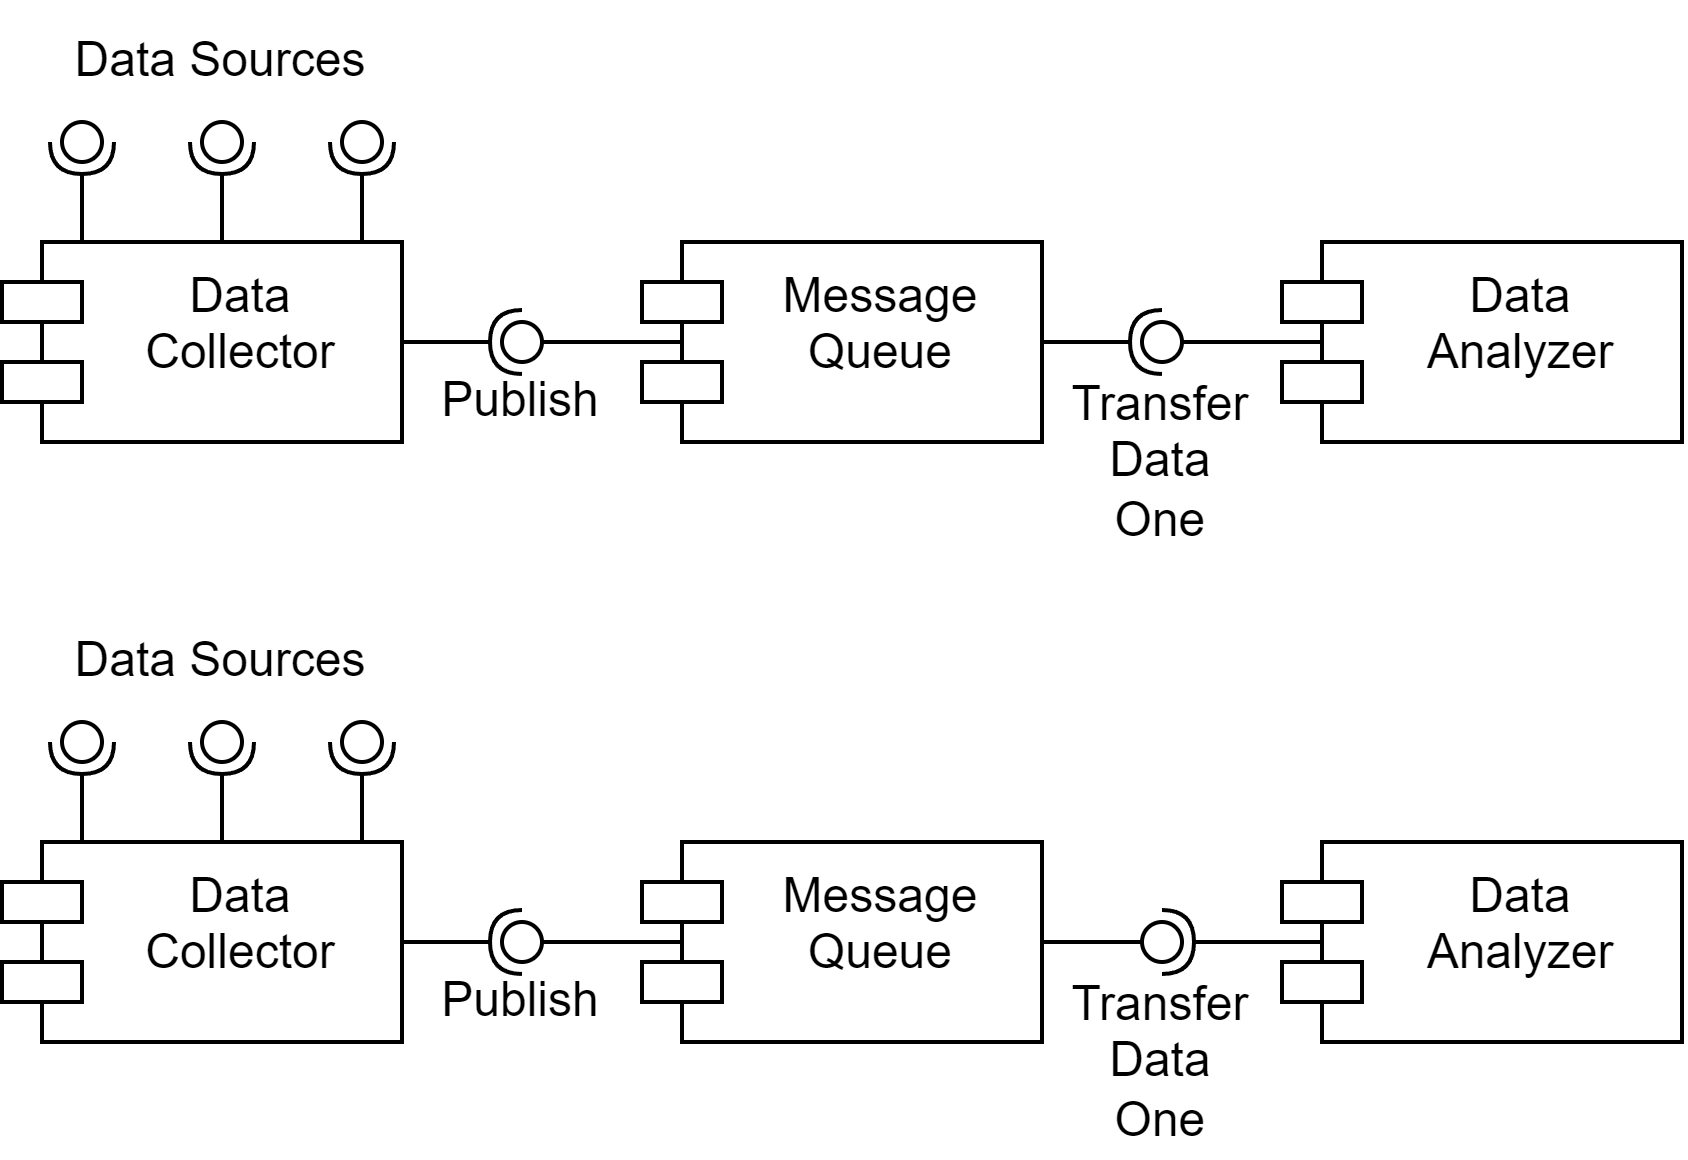 Data Sources
Data
Collector
Publish
Message
Queue
Transfer
Data
One
Data
Analyzer
Data Sources
Data
Collector
Publish
Message
Queue
Transfer
Data
One
Data
Analyzer